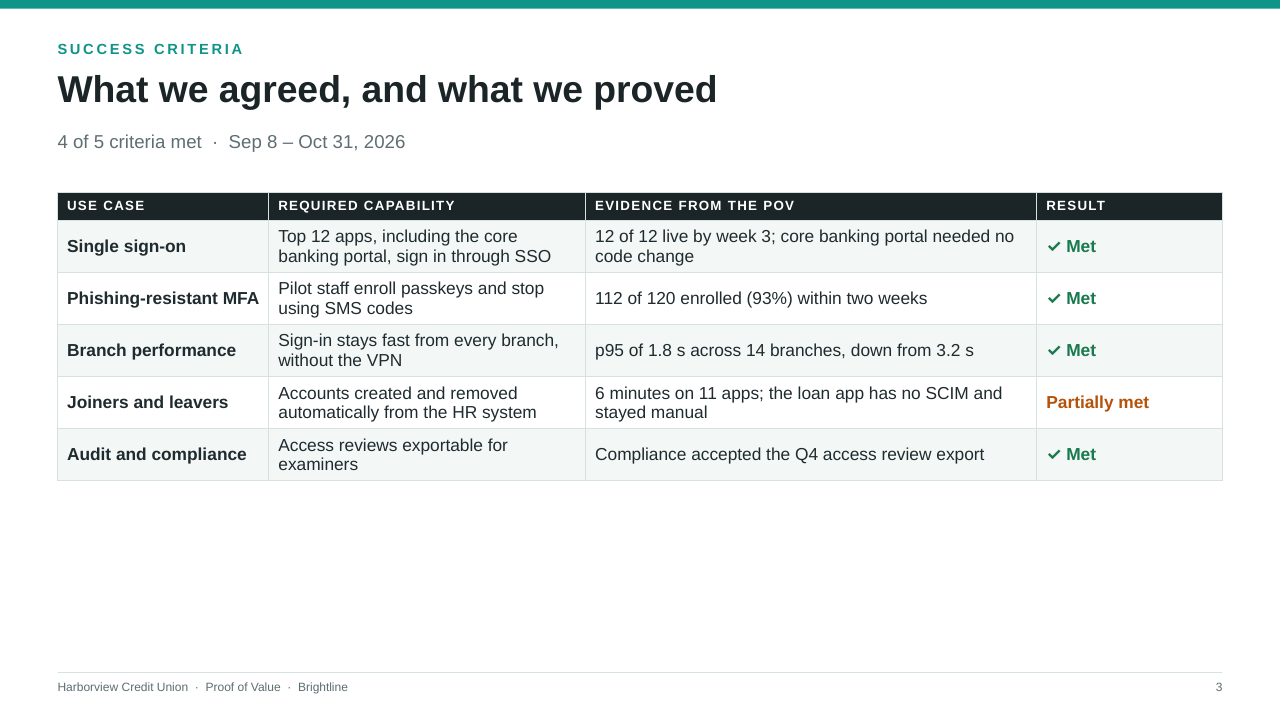 SUCCESS CRITERIA
What we agreed, and what we proved
4 of 5 criteria met · Sep 8 – Oct 31, 2026
USE CASE
REQUIRED CAPABILITY
EVIDENCE FROM THE POV
RESULT
Single sign-on
Top 12 apps, including the core
banking portal, sign in through SSO
12 of 12 live by week 3; core banking portal needed no
code change
✓ Met
Phishing-resistant MFA
Pilot staff enroll passkeys and stop
using SMS codes
112 of 120 enrolled (93%) within two weeks
✓ Met
Branch performance
Sign-in stays fast from every branch,
without the VPN
p95 of 1.8 s across 14 branches, down from 3.2 s
✓ Met
Joiners and leavers
Accounts created and removed
automatically from the HR system
6 minutes on 11 apps; the loan app has no SCIM and
stayed manual
Partially met
Audit and compliance
Access reviews exportable for
examiners
Compliance accepted the Q4 access review export
✓ Met
Harborview Credit Union · Proof of Value · Brightline
3